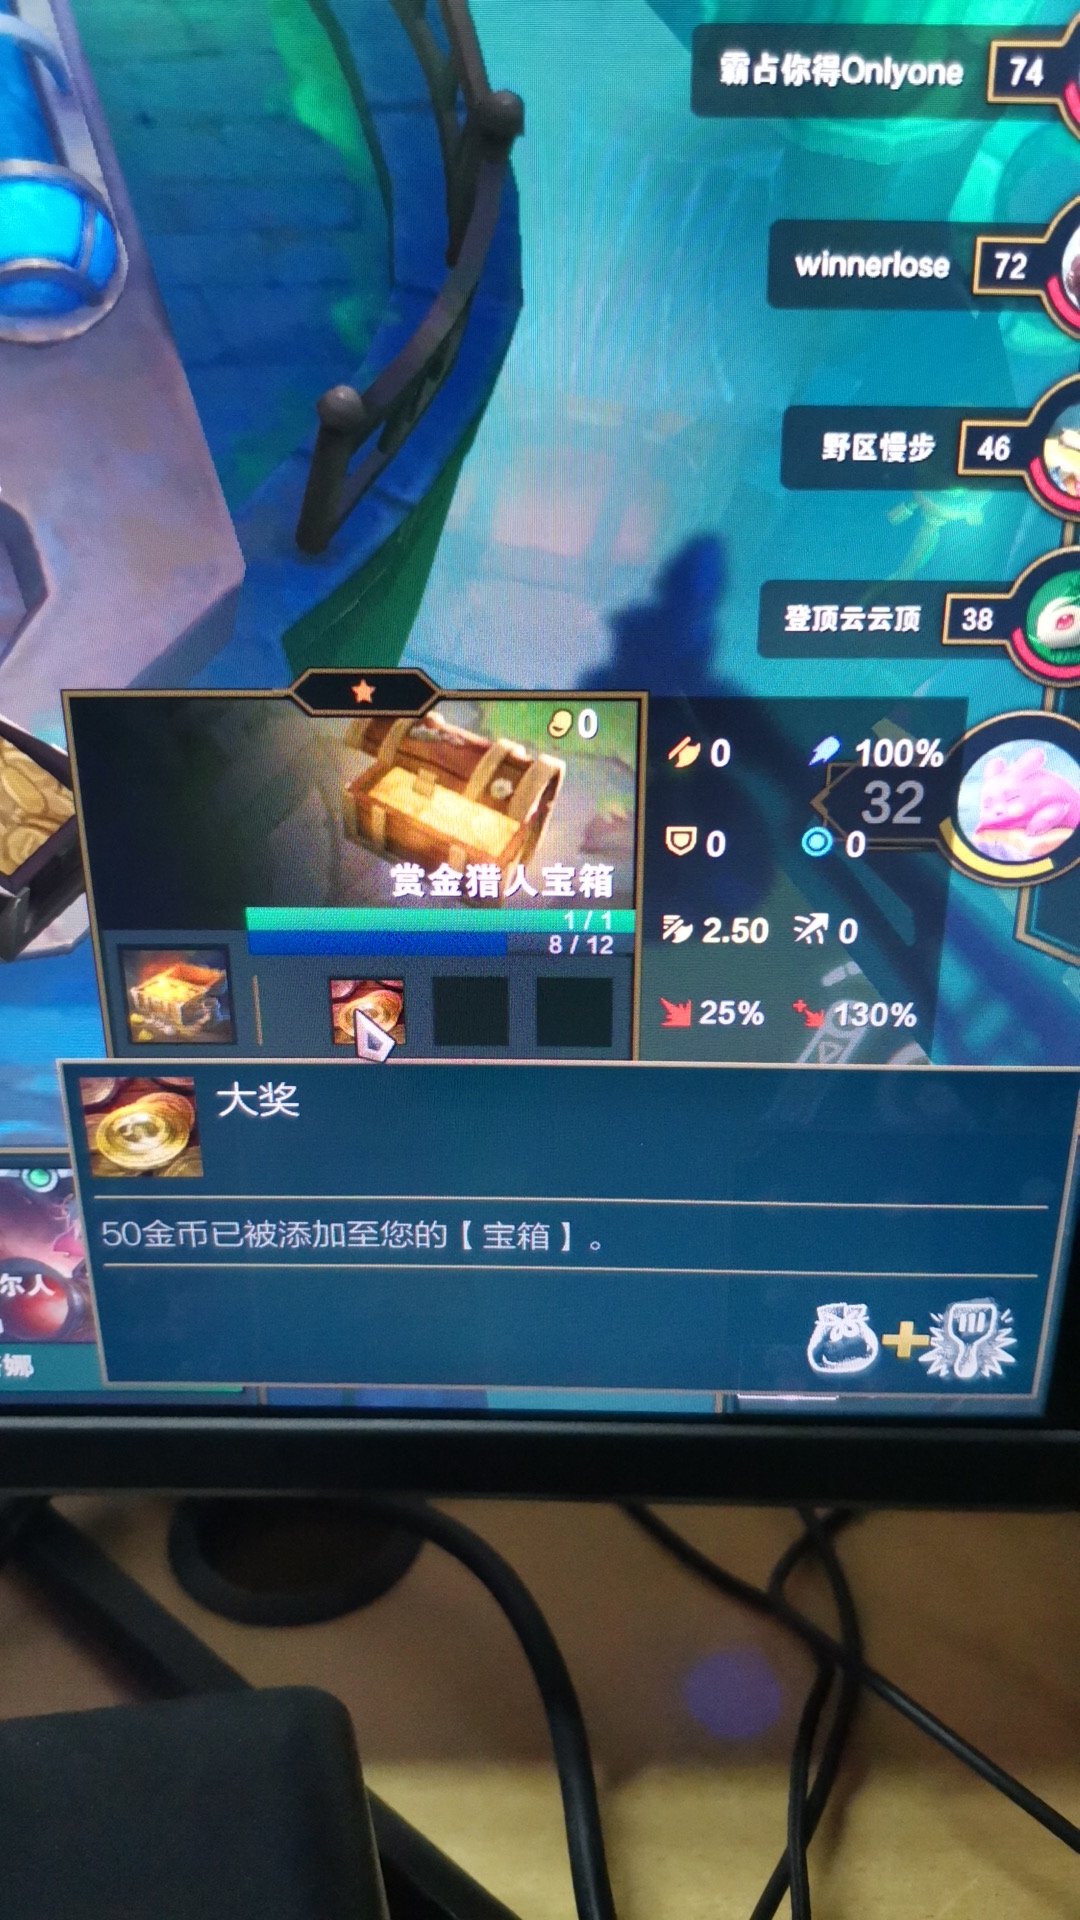 霸占你得Onlyone 74
winnerlose 72
野区慢步 46
登顶云云顶 38
0
赏金猎人宝箱
1 / 1
8 / 12
0 100%
32
0 0
2.50 0
25% 130%
大奖
50金币已被添加至您的【宝箱】。
尔人
娜